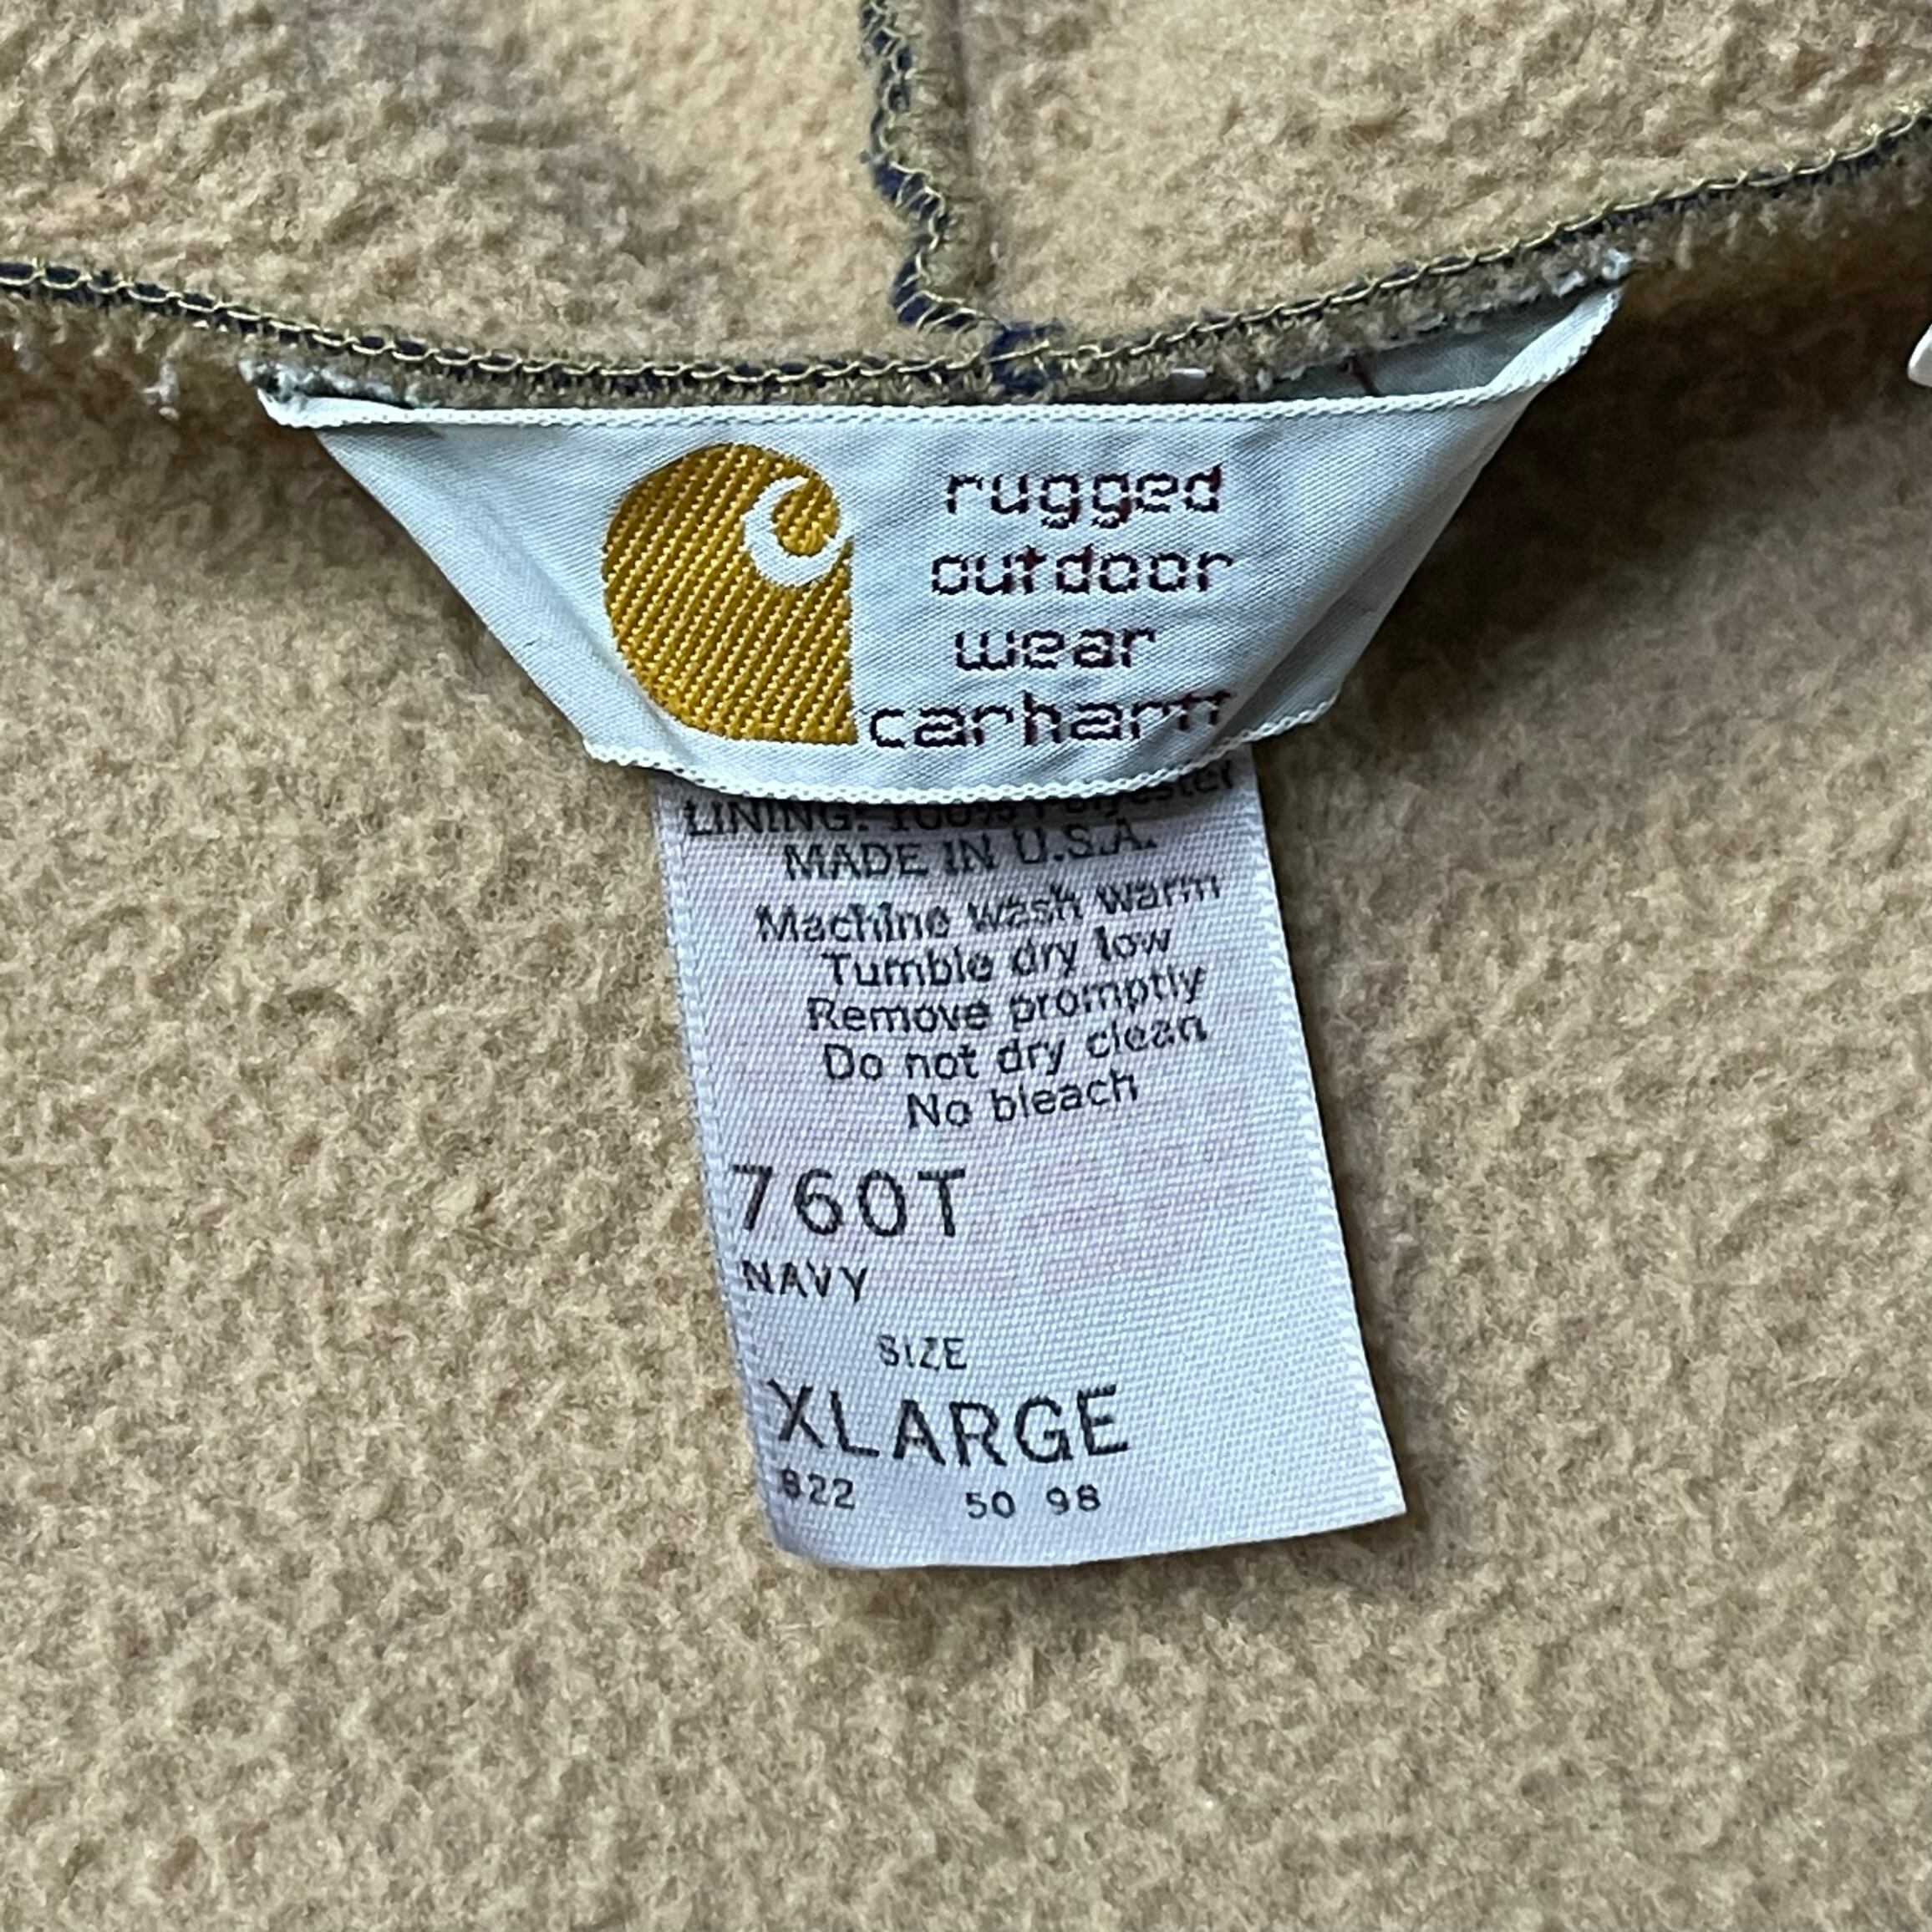 rugged
outdoor
wear
carhartt
LINING: 100% Polyester
MADE IN U.S.A.
Machine wash warm
Tumble dry low
Remove promptly
Do not dry clean
No bleach
760T
NAVY
SIZE
XLARGE
822 50 98